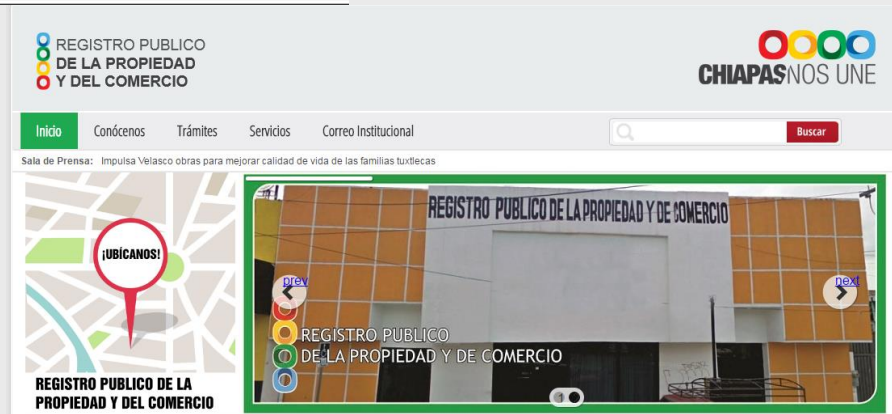 REGISTRO PUBLICO
DE LA PROPIEDAD
Y DEL COMERCIO
CHIAPASNOS UNE
Inicio
Conócenos
Trámites
Servicios
Correo Institucional
Buscar
Sala de Prensa: Impulsa Velasco obras para mejorar calidad de vida de las familias tuxtlecas
¡UBÍCANOS!
REGISTRO PUBLICO DE LA
PROPIEDAD Y DEL COMERCIO
REGISTRO PUBLICO DE LA PROPIEDAD Y DE COMERCIO
prev
next
REGISTRO PUBLICO
DE LA PROPIEDAD Y DE COMERCIO